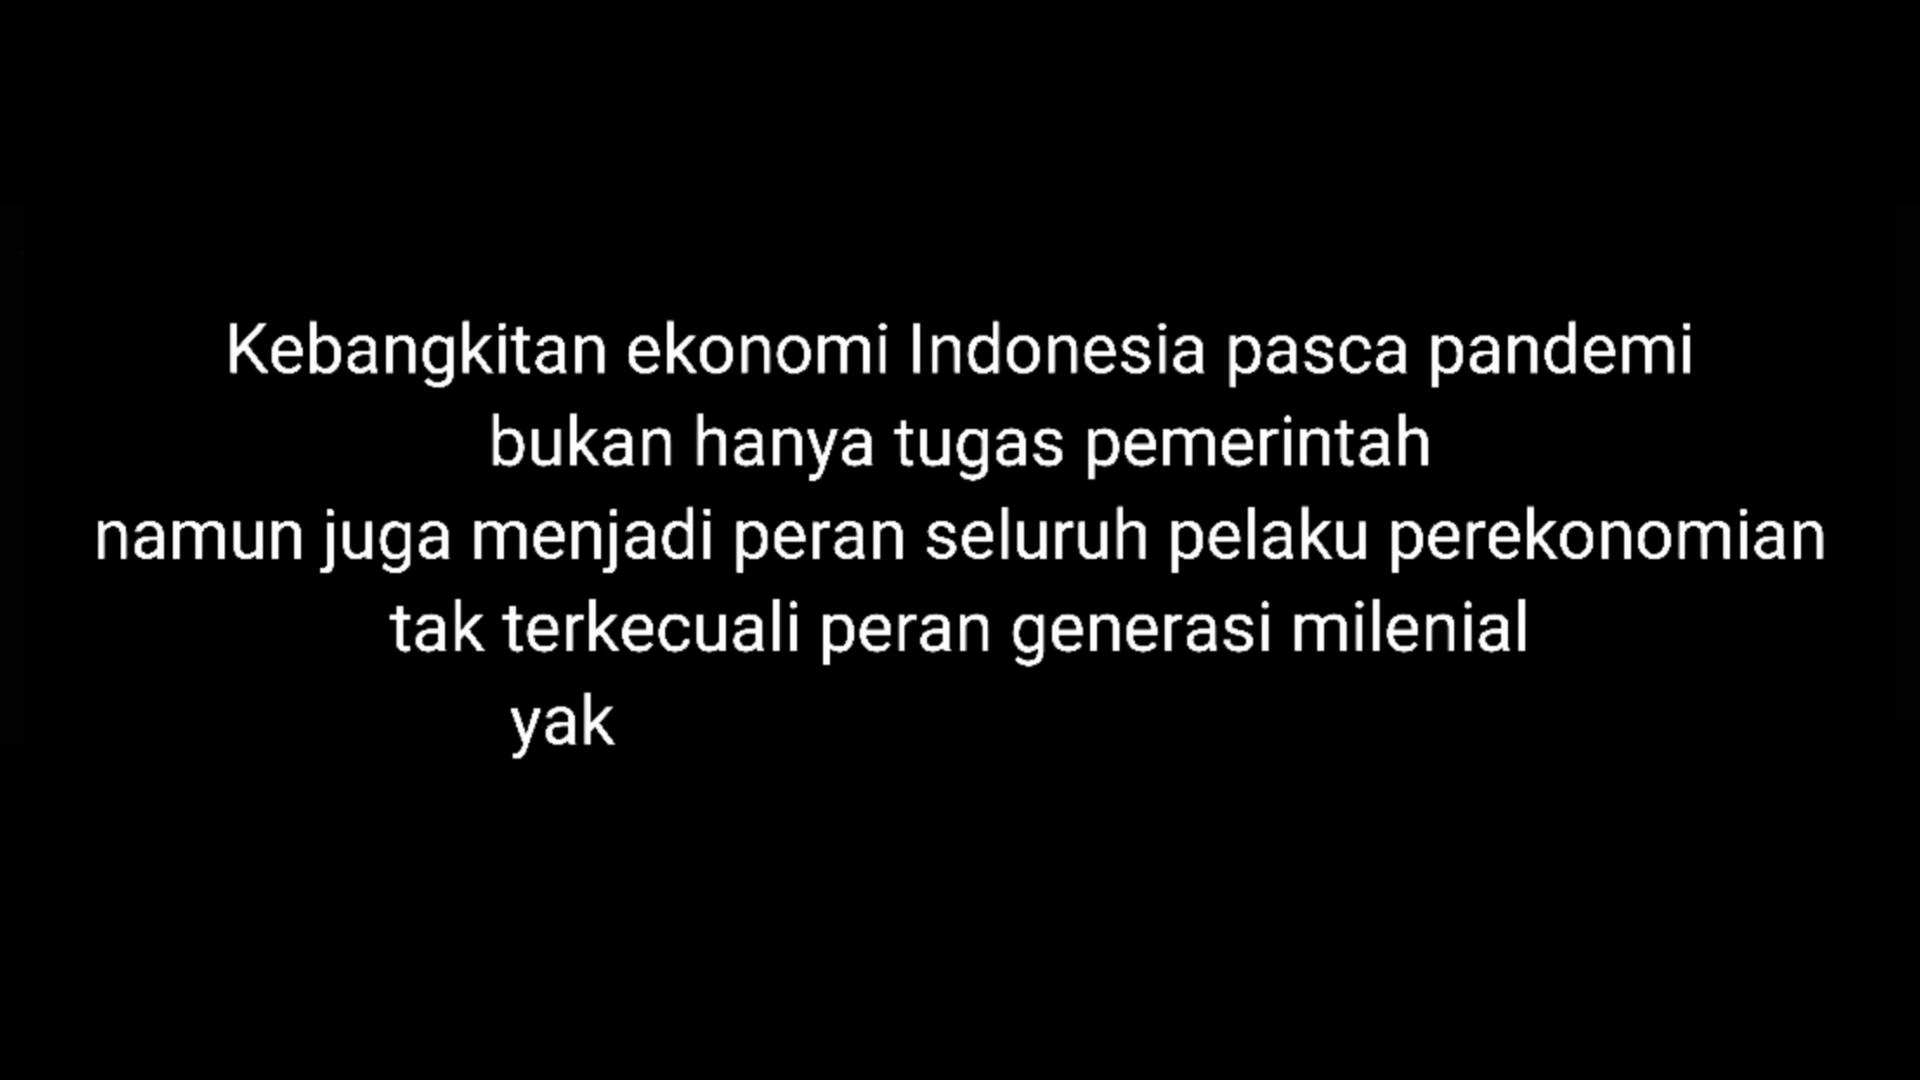 Kebangkitan ekonomi Indonesia pasca pandemi
bukan hanya tugas pemerintah
namun juga menjadi peran seluruh pelaku perekonomian
tak terkecuali peran generasi milenial
yak